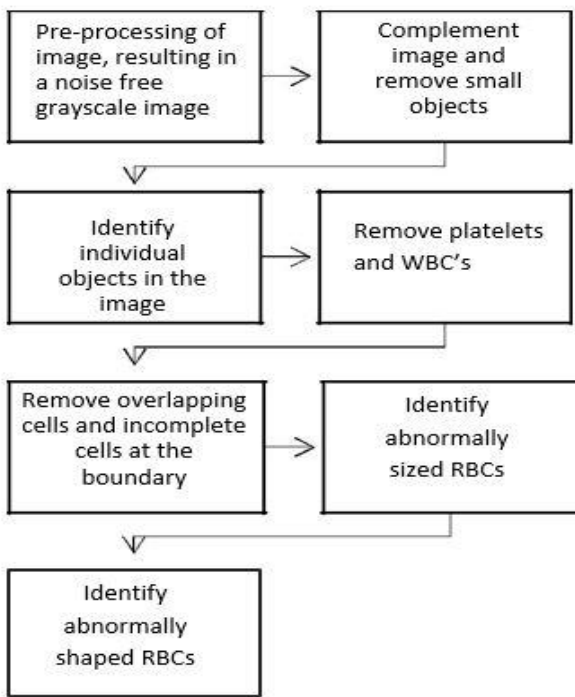 Pre-processing of
image, resulting in
a noise free
grayscale image
Complement
image and
remove small
objects
Identify
individual
objects in the
image
Remove platelets
and WBC's
Remove overlapping
cells and incomplete
cells at the
boundary
Identify
abnormally
sized RBCs
Identify
abnormally
shaped RBCs